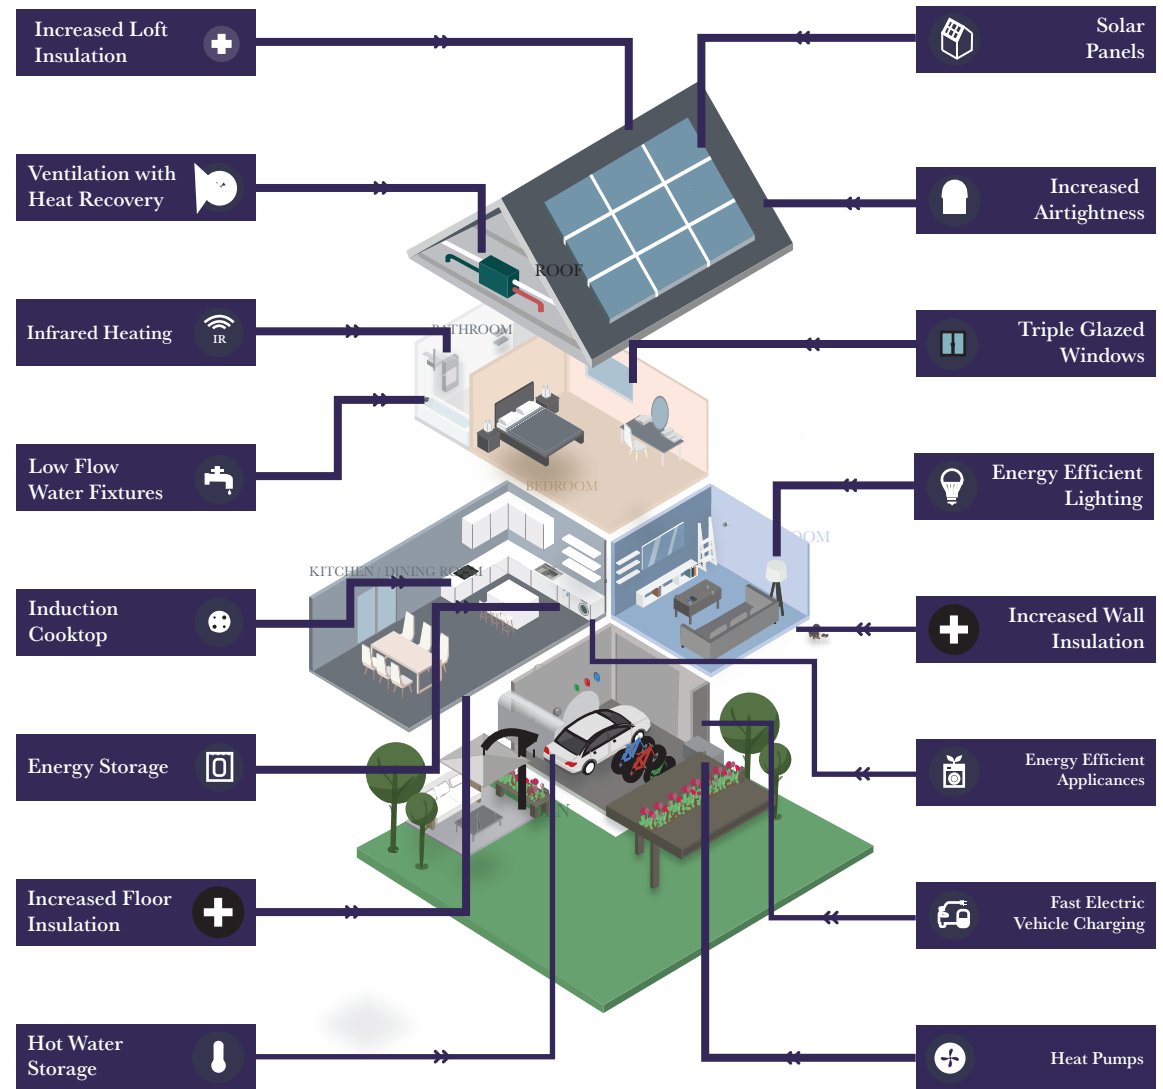 Increased Loft
Insulation
Solar
Panels
Ventilation with
Heat Recovery
Increased
Airtightness
ROOF
Infrared Heating
IR
BATHROOM
Triple Glazed
Windows
Low Flow
Water Fixtures
BEDROOM
Energy Efficient
Lighting
OOM
KITCHEN / DINING ROOM
Induction
Cooktop
Increased Wall
Insulation
Energy Storage
Energy Efficient
Applicances
Increased Floor
Insulation
Fast Electric
Vehicle Charging
Hot Water
Storage
Heat Pumps